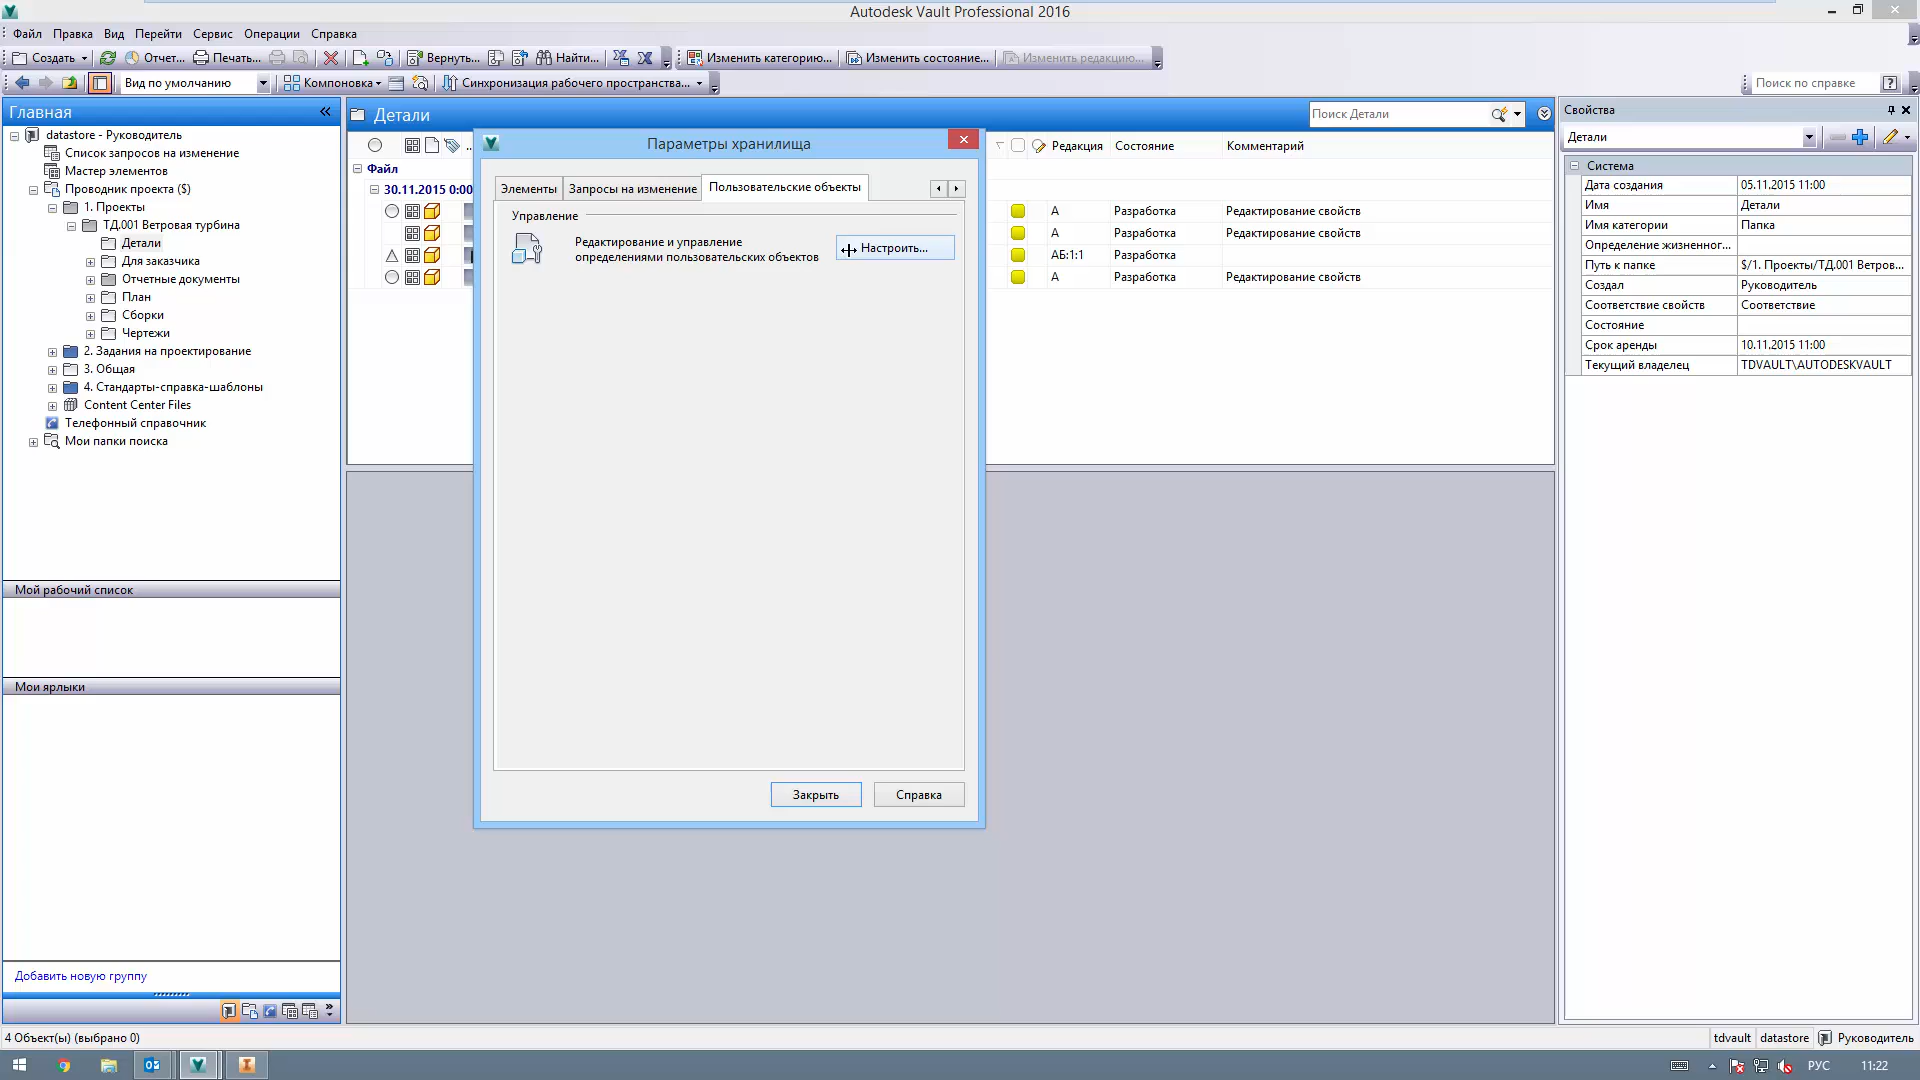 Autodesk Vault Professional 2016
Файл Правка Вид Перейти Сервис Операции Справка
Создать Отчет... Печать... Вернуть... Найти... Изменить категорию... Изменить состояние... Изменить редакцию...
Вид по умолчанию Компоновка Синхронизация рабочего пространства... Поиск по справке
Главная
datastore - Руководитель
Список запросов на изменение
Мастер элементов
Проводник проекта ($)
1. Проекты
ТД.001 Ветровая турбина
Детали
Для заказчика
Отчетные документы
План
Сборки
Чертежи
2. Задания на проектирование
3. Общая
4. Стандарты-справка-шаблоны
Content Center Files
Телефонный справочник
Мои папки поиска
Мой рабочий список
Мои ярлыки
Добавить новую группу
Детали
Поиск Детали
Редакция Состояние Комментарий
Файл
30.11.2015 0:00
А Разработка Редактирование свойств
А Разработка Редактирование свойств
АБ:1:1 Разработка
А Разработка Редактирование свойств
Параметры хранилища
Элементы Запросы на изменение Пользовательские объекты
Управление
Редактирование и управление
определениями пользовательских объектов
Настроить...
Закрыть Справка
Свойства
Детали
Система
Дата создания 05.11.2015 11:00
Имя Детали
Имя категории Папка
Определение жизненног...
Путь к папке $/1. Проекты/ТД.001 Ветров...
Создал Руководитель
Соответствие свойств Соответствие
Состояние
Срок аренды 10.11.2015 11:00
Текущий владелец TDVAULT\AUTODESKVAULT
4 Объект(ы) (выбрано 0)
tdvault datastore Руководитель
РУС 11:22